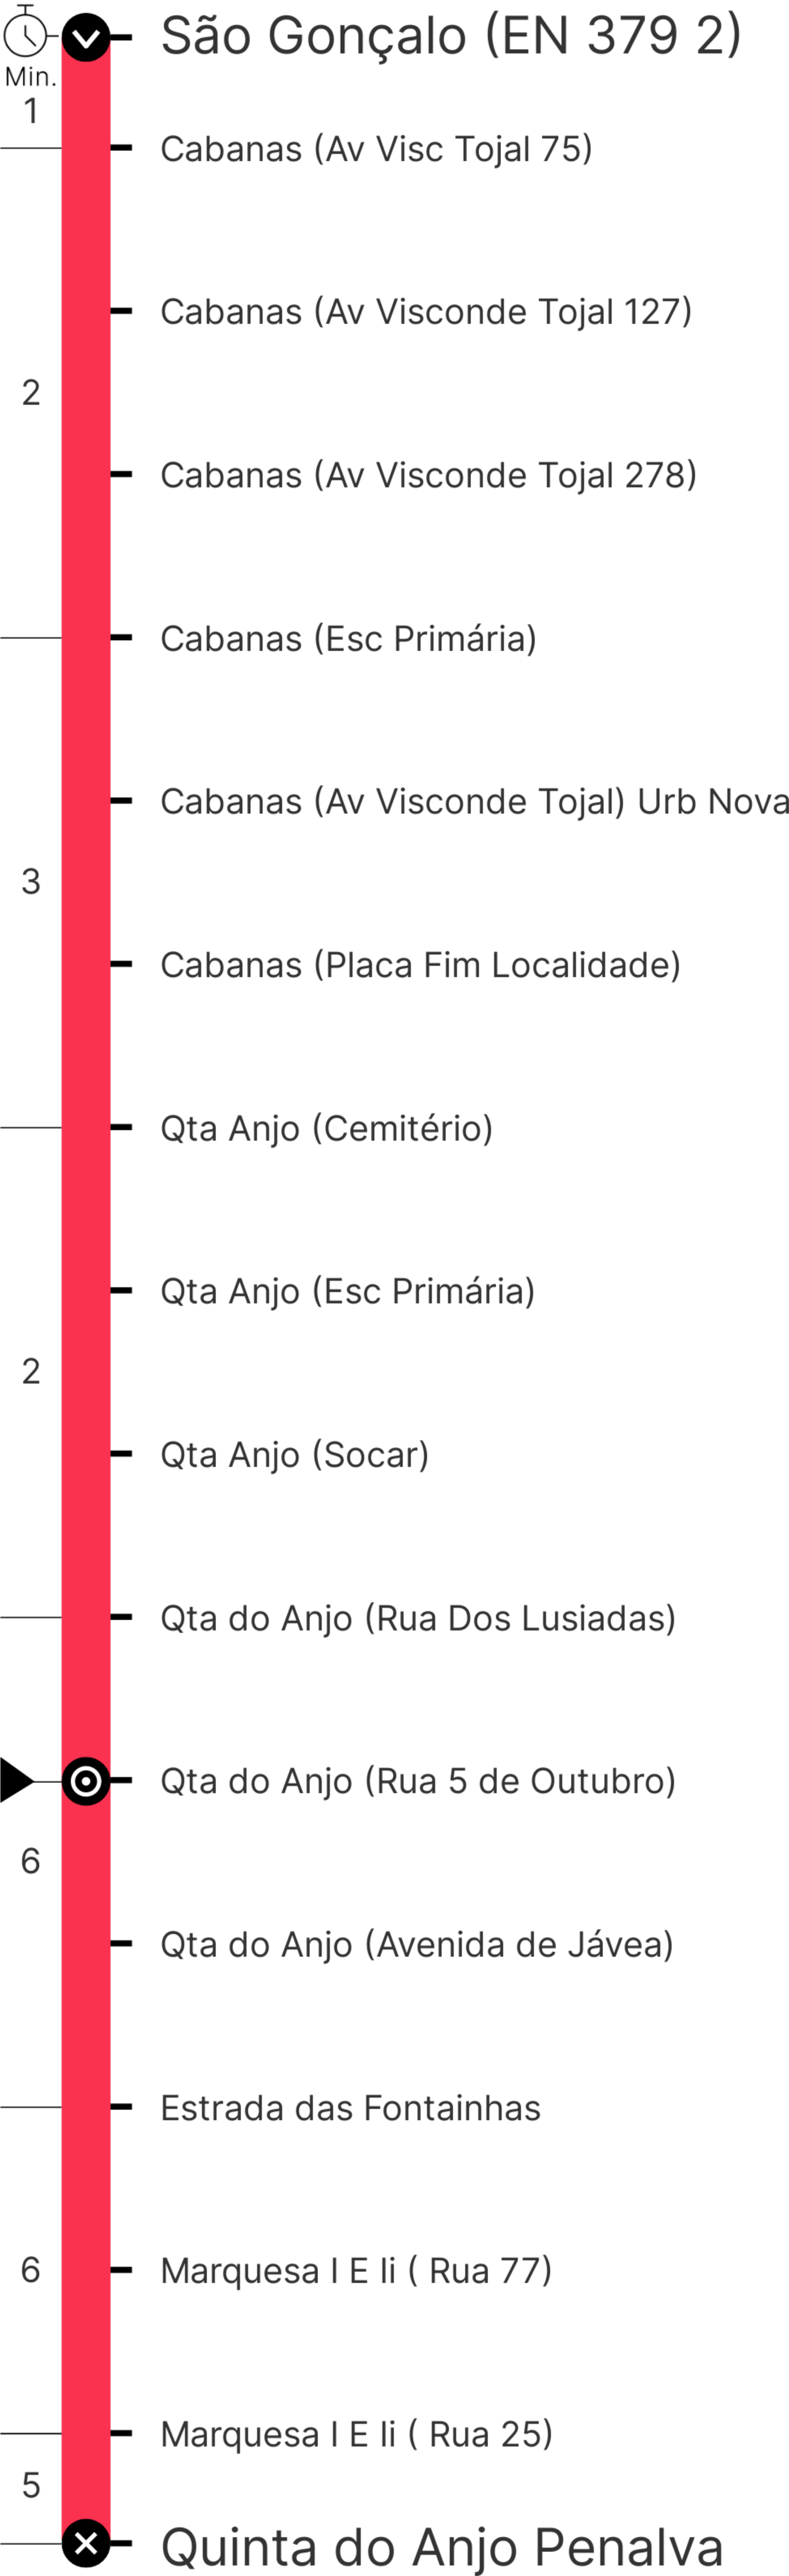 São Gonçalo (EN 379 2)
Min.
1
Cabanas (Av Visc Tojal 75)
Cabanas (Av Visconde Tojal 127)
2
Cabanas (Av Visconde Tojal 278)
Cabanas (Esc Primária)
Cabanas (Av Visconde Tojal) Urb Nova
3
Cabanas (Placa Fim Localidade)
Qta Anjo (Cemitério)
Qta Anjo (Esc Primária)
2
Qta Anjo (Socar)
Qta do Anjo (Rua Dos Lusiadas)
Qta do Anjo (Rua 5 de Outubro)
6
Qta do Anjo (Avenida de Jávea)
Estrada das Fontainhas
6
Marquesa I E Ii ( Rua 77)
Marquesa I E Ii ( Rua 25)
5
Quinta do Anjo Penalva